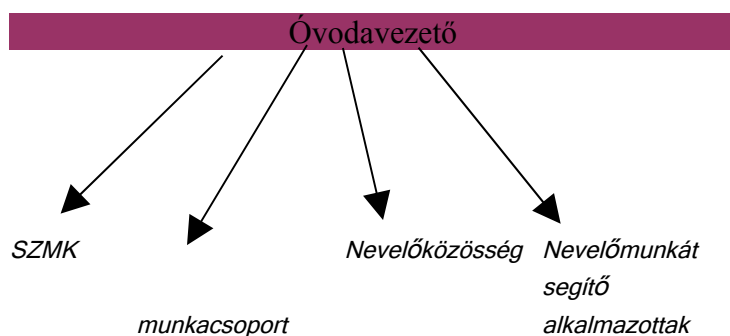 Óvodavezető
SZMK
munkacsoport
Nevelőközösség
Nevelőmunkát
segítő
alkalmazottak